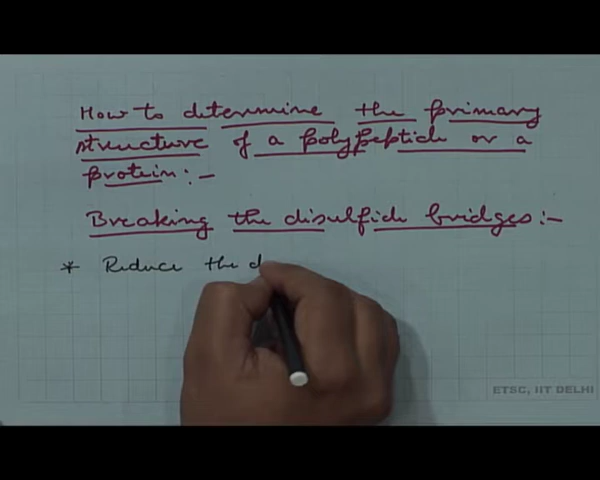 How to determine the primary
structure of a polypeptide or a
protein:-
Breaking the disulfide bridges:-
* Reduce the d
ETSC, IIT DELHI